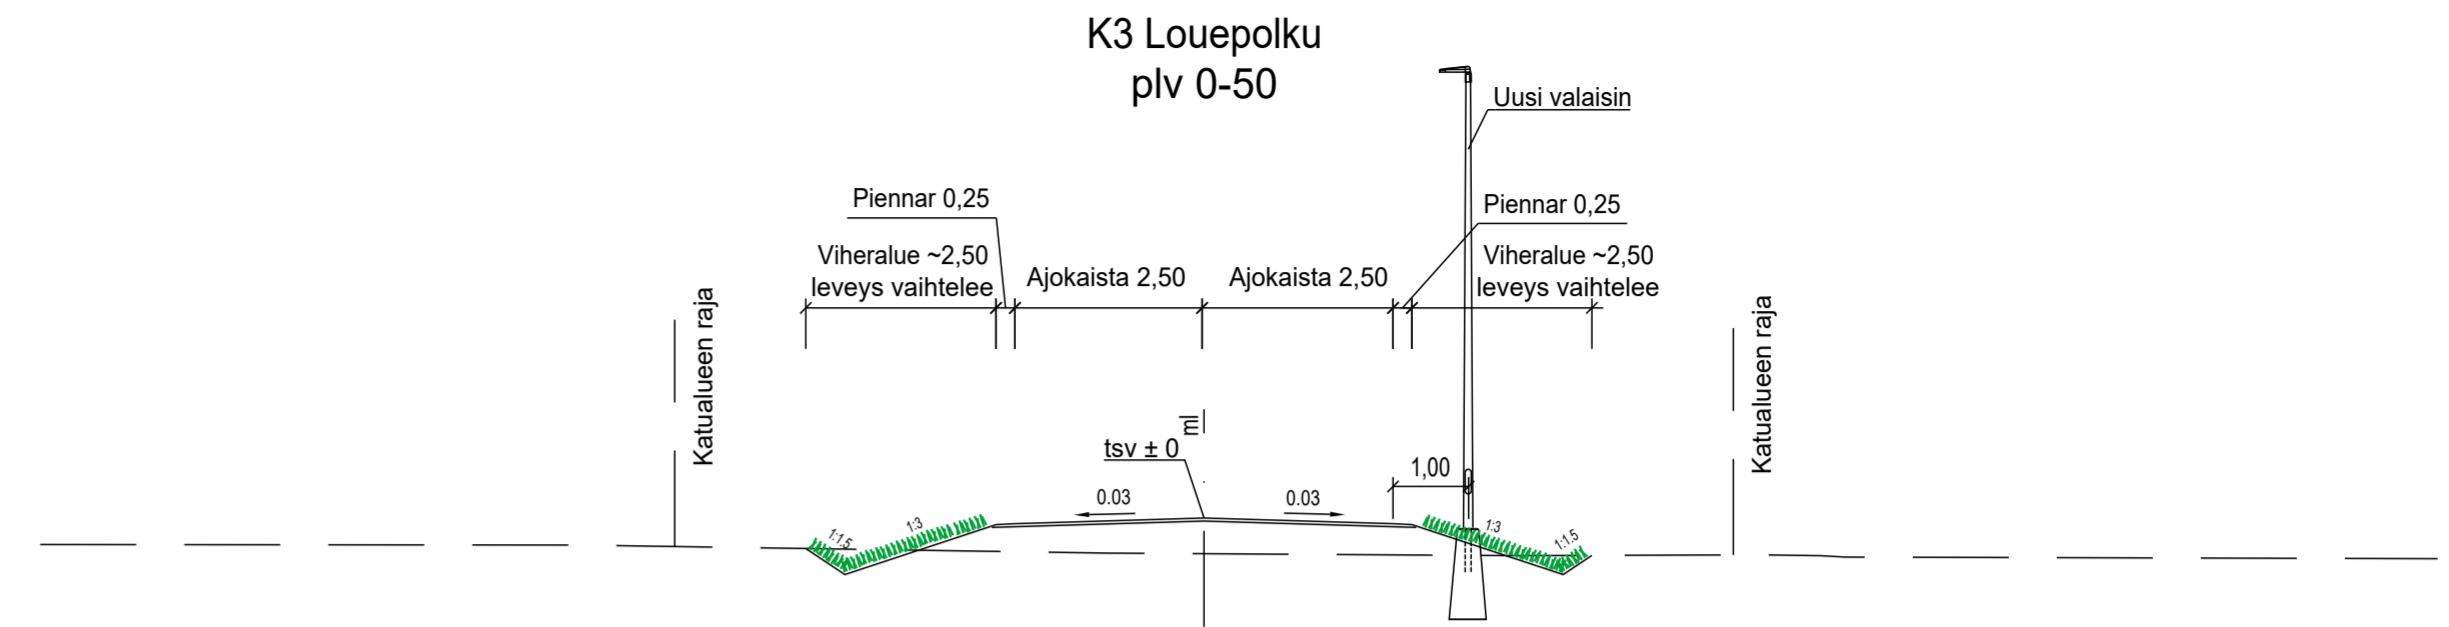 K3 Louepolku
plv 0-50
Uusi valaisin
Piennar 0,25
Piennar 0,25
Viheralue ~2,50
leveys vaihtelee
Ajokaista 2,50
Ajokaista 2,50
Viheralue ~2,50
leveys vaihtelee
Katualueen raja
Katualueen raja
ml
tsv ± 0
1,00
0.03
0.03
1:1.5
1:3
1:3
1:1.5